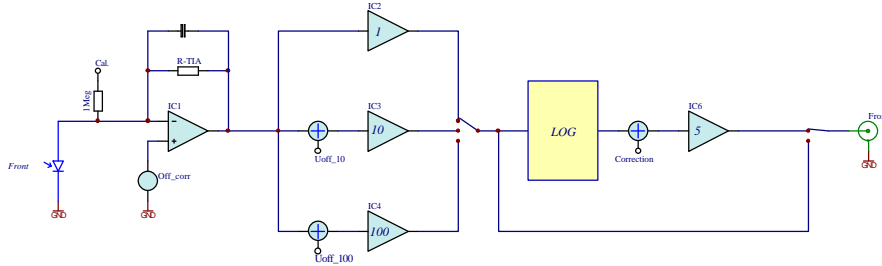 IC2
1
Cal.
R-TIA
1Meg
IC1
IC3
10
Uoff_10
LOG
Correction
IC6
5
Fro
Front
Off_corr
GND
GND
GND
IC4
100
Uoff_100